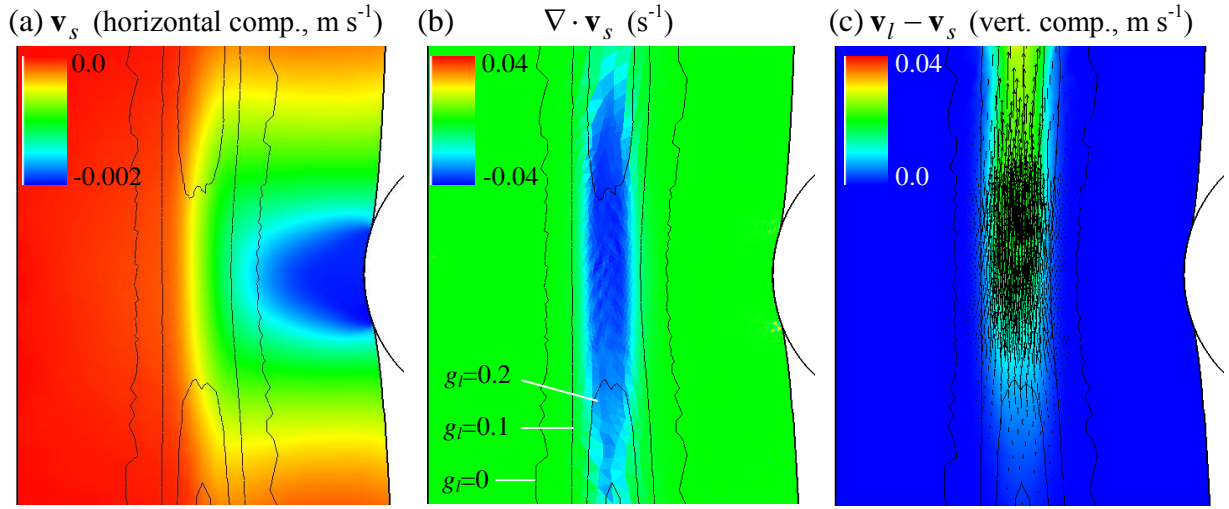 (a) v_s (horizontal comp., m s⁻¹)
(b) ∇ · v_s (s⁻¹)
(c) v_l − v_s (vert. comp., m s⁻¹)
0.0
-0.002
0.04
-0.04
g_l=0.2
g_l=0.1
g_l=0
0.04
0.0